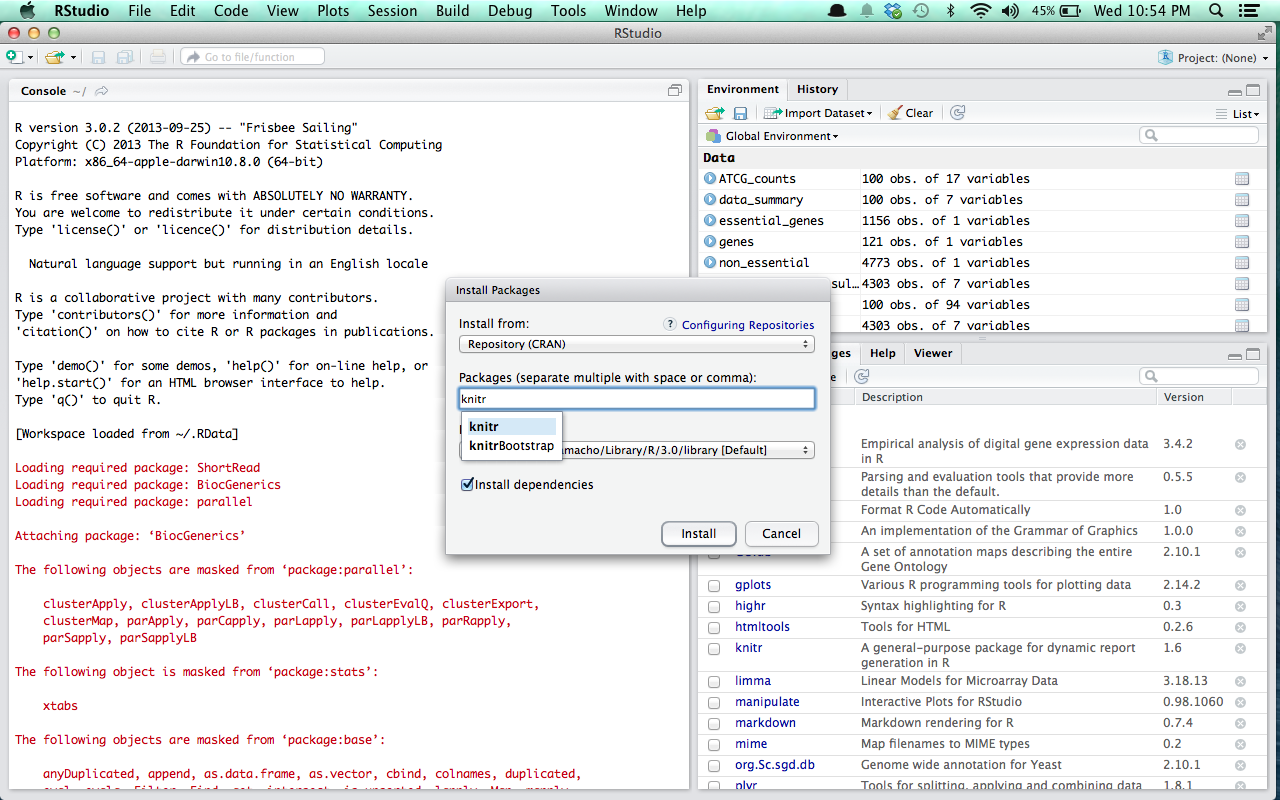 RStudio File Edit Code View Plots Session Build Debug Tools Window Help 45% Wed 10:54 PM
RStudio
Go to file/function
Project: (None)
Console ~/
R version 3.0.2 (2013-09-25) -- "Frisbee Sailing"
Copyright (C) 2013 The R Foundation for Statistical Computing
Platform: x86_64-apple-darwin10.8.0 (64-bit)
R is free software and comes with ABSOLUTELY NO WARRANTY.
You are welcome to redistribute it under certain conditions.
Type 'license()' or 'licence()' for distribution details.
Natural language support but running in an English locale
R is a collaborative project with many contributors.
Type 'contributors()' for more information and
'citation()' on how to cite R or R packages in publications.
Type 'demo()' for some demos, 'help()' for on-line help, or
'help.start()' for an HTML browser interface to help.
Type 'q()' to quit R.
[Workspace loaded from ~/.RData]
Loading required package: ShortRead
Loading required package: BiocGenerics
Loading required package: parallel
Attaching package: ‘BiocGenerics’
The following objects are masked from ‘package:parallel’:
clusterApply, clusterApplyLB, clusterCall, clusterEvalQ, clusterExport,
clusterMap, parApply, parCapply, parLapply, parLapplyLB, parRapply,
parSapply, parSapplyLB
The following object is masked from ‘package:stats’:
xtabs
The following objects are masked from ‘package:base’:
anyDuplicated, append, as.data.frame, as.vector, cbind, colnames, duplicated,
Environment History
Import Dataset Clear List
Global Environment
Data
ATCG_counts 100 obs. of 17 variables
data_summary 100 obs. of 7 variables
essential_genes 1156 obs. of 1 variables
genes 121 obs. of 1 variables
non_essential 4773 obs. of 1 variables
sul… 4303 obs. of 7 variables
100 obs. of 94 variables
4303 obs. of 7 variables
Install Packages
Install from: ? Configuring Repositories
Repository (CRAN)
Packages (separate multiple with space or comma):
knitr
knitr
knitrBootstrap
amacho/Library/R/3.0/library [Default]
Install dependencies
Install Cancel
ges Help Viewer
e
Description Version
Empirical analysis of digital gene expression data 3.4.2
in R
Parsing and evaluation tools that provide more 0.5.5
details than the default.
Format R Code Automatically 1.0
An implementation of the Grammar of Graphics 1.0.0
A set of annotation maps describing the entire 2.10.1
Gene Ontology
gplots Various R programming tools for plotting data 2.14.2
highr Syntax highlighting for R 0.3
htmltools Tools for HTML 0.2.6
knitr A general-purpose package for dynamic report 1.6
generation in R
limma Linear Models for Microarray Data 3.18.13
manipulate Interactive Plots for RStudio 0.98.1060
markdown Markdown rendering for R 0.7.4
mime Map filenames to MIME types 0.2
org.Sc.sgd.db Genome wide annotation for Yeast 2.10.1
plyr Tools for splitting, applying and combining data 1.8.1